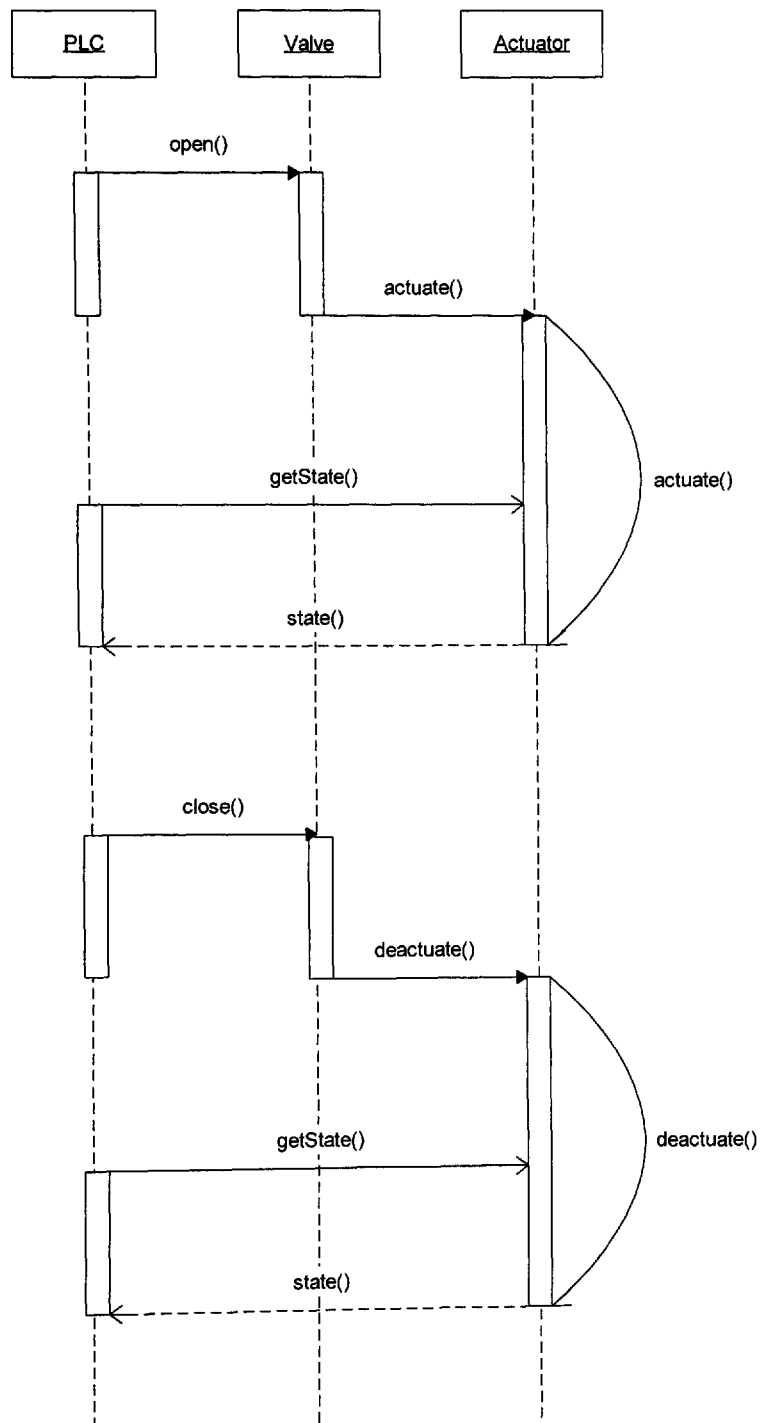 PLC
Valve
Actuator
open()
actuate()
getState()
actuate()
state()
close()
deactuate()
getState()
deactuate()
state()